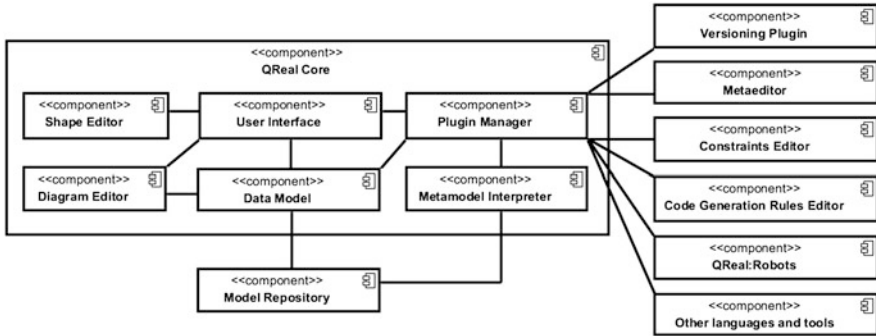 <<component>>
Versioning Plugin
<<component>>
QReal Core
<<component>>
Metaeditor
<<component>>
Shape Editor
<<component>>
User Interface
<<component>>
Plugin Manager
<<component>>
Constraints Editor
<<component>>
Diagram Editor
<<component>>
Data Model
<<component>>
Metamodel Interpreter
<<component>>
Code Generation Rules Editor
<<component>>
QReal:Robots
<<component>>
Model Repository
<<component>>
Other languages and tools